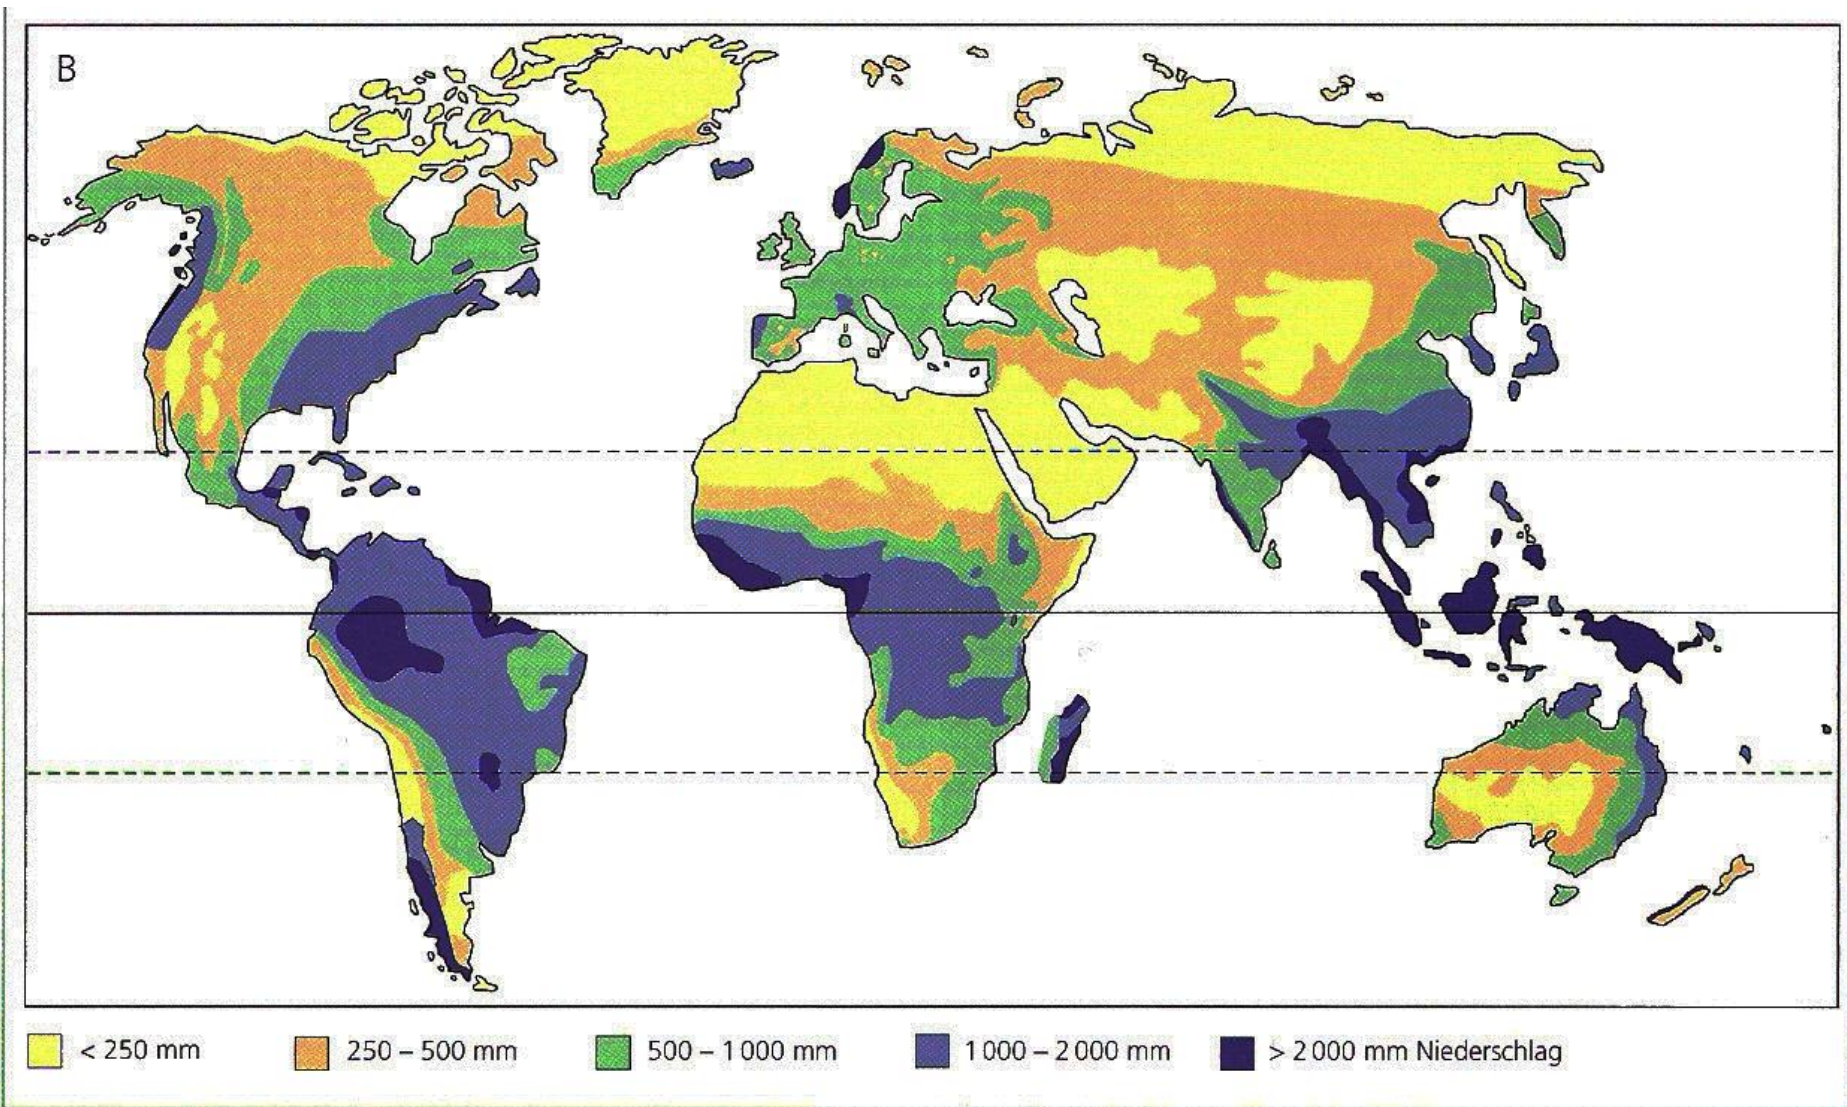 B
< 250 mm
250 – 500 mm
500 – 1 000 mm
1 000 – 2 000 mm
> 2 000 mm Niederschlag